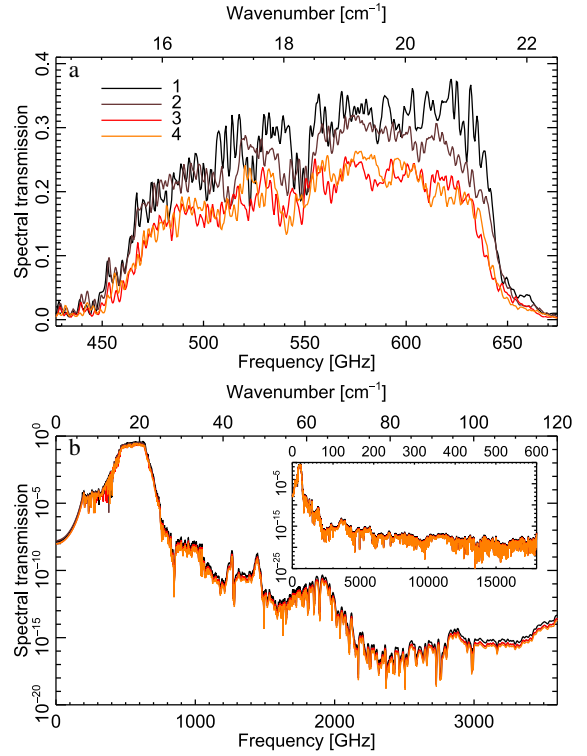 Wavenumber [cm⁻¹]
16 18 20 22
a
0.4
0.3
0.2
0.1
0.0
Spectral transmission
1
2
3
4
450 500 550 600 650
Frequency [GHz]
Wavenumber [cm⁻¹]
0 20 40 60 80 100 120
b
10⁰
10⁻⁵
10⁻¹⁰
10⁻¹⁵
10⁻²⁰
Spectral transmission
0 100 200 300 400 500 600
10⁻⁵
10⁻¹⁵
10⁻²⁵
0 5000 10000 15000
0 1000 2000 3000
Frequency [GHz]